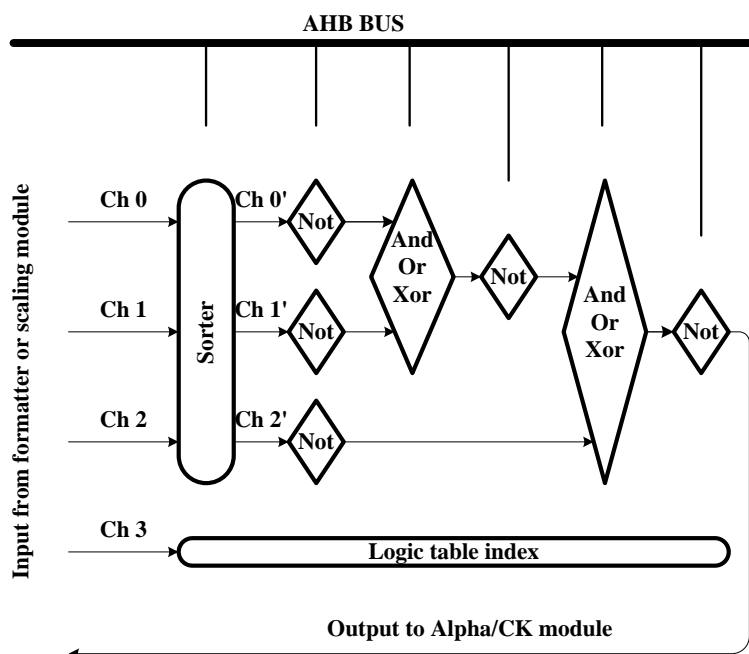 AHB BUS
Input from formatter or scaling module
Ch 0
Ch 1
Ch 2
Ch 3
Sorter
Ch 0'
Ch 1'
Ch 2'
Not
Not
Not
And
Or
Xor
Not
And
Or
Xor
Not
Logic table index
Output to Alpha/CK module